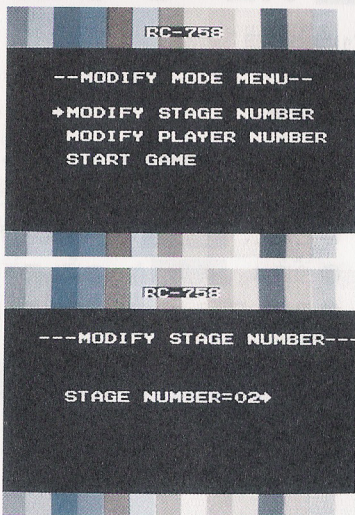 RC-758
--MODIFY MODE MENU--
➔MODIFY STAGE NUMBER
MODIFY PLAYER NUMBER
START GAME
RC-758
---MODIFY STAGE NUMBER---
STAGE NUMBER=02➔